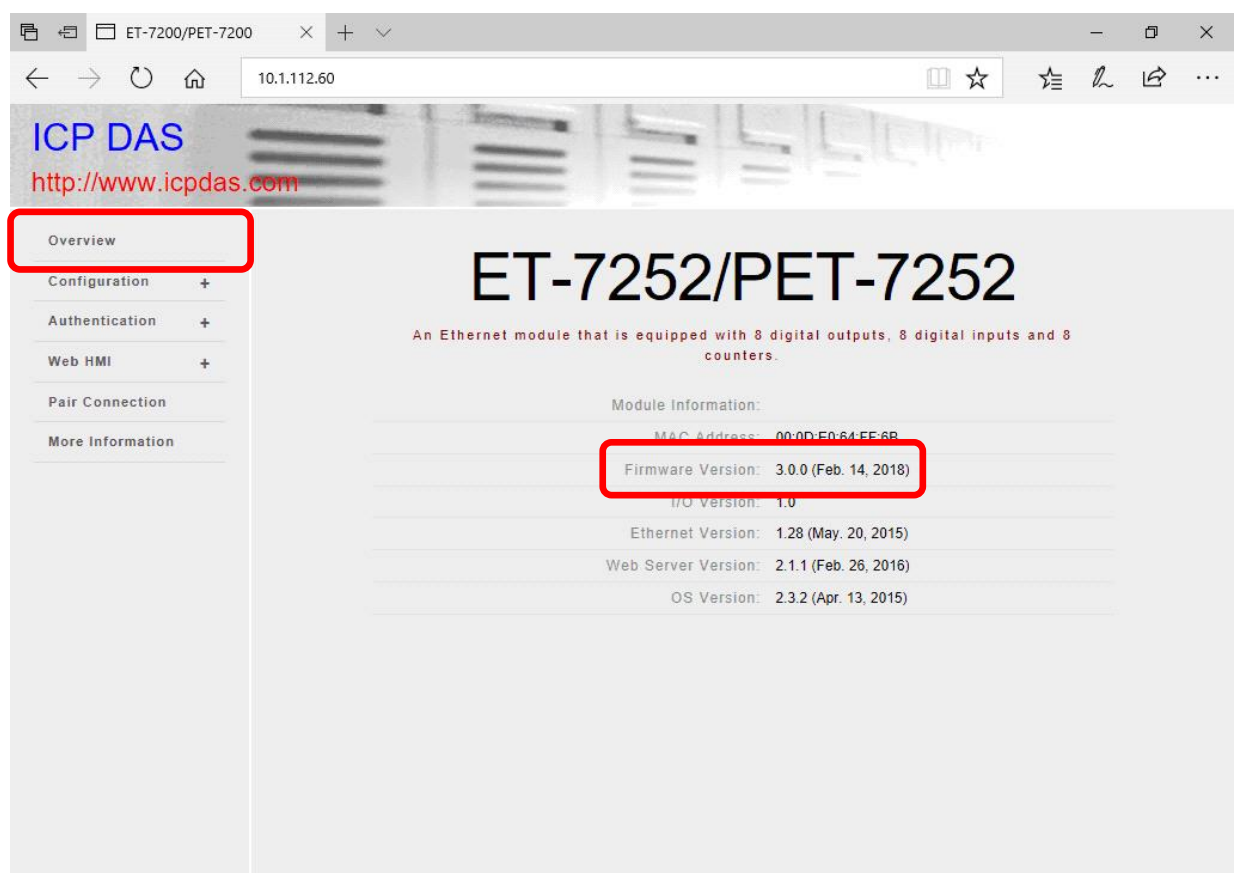 ET-7200/PET-7200
10.1.112.60
ICP DAS
http://www.icpdas.com
Overview
Configuration +
Authentication +
Web HMI +
Pair Connection
More Information
ET-7252/PET-7252
An Ethernet module that is equipped with 8 digital outputs, 8 digital inputs and 8
counters.
Module Information:
MAC Address: 00:0D:E0:64:FF:6B
Firmware Version: 3.0.0 (Feb. 14, 2018)
I/O Version: 1.0
Ethernet Version: 1.28 (May. 20, 2015)
Web Server Version: 2.1.1 (Feb. 26, 2016)
OS Version: 2.3.2 (Apr. 13, 2015)